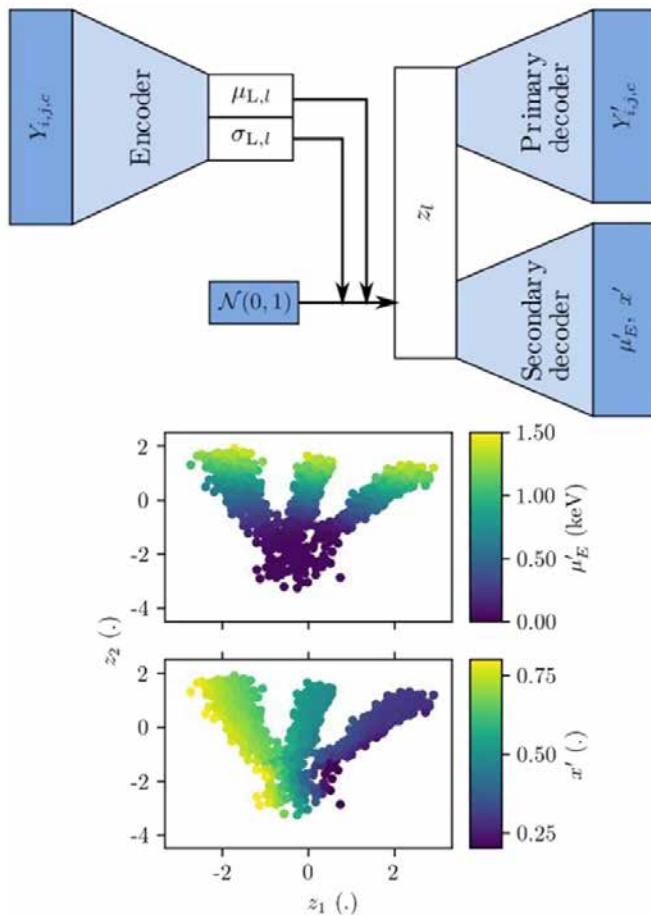 Y_{i,j,c}
Encoder
μ_{L,l}
σ_{L,l}
N(0,1)
z_l
Primary
decoder
Y'_{i,j,c}
Secondary
decoder
μ'_E, x'
2
0
-2
-4
1.50
1.00
0.50
0.00
μ'_E (keV)
z_2 (.)
2
0
-2
-4
-2
0
2
z_1 (.)
0.75
0.50
0.25
x' (.)